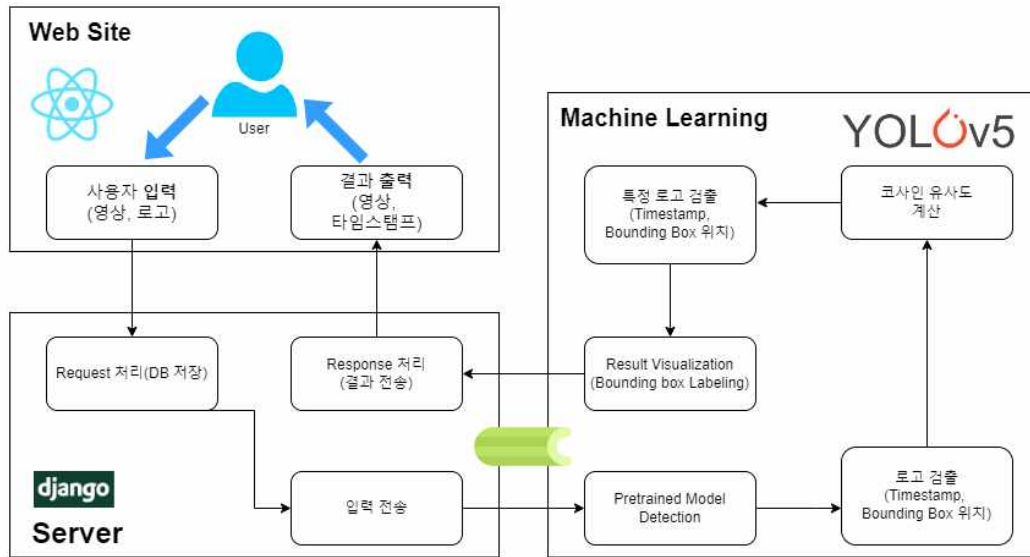 Web Site
User
사용자 입력
(영상, 로고)
결과 출력
(영상,
타임스탬프)
Machine Learning
YOLOv5
특정 로고 검출
(Timestamp,
Bounding Box 위치)
코사인 유사도
계산
Request 처리(DB 저장)
Response 처리
(결과 전송)
Result Visualization
(Bounding box Labeling)
django
Server
입력 전송
Pretrained Model
Detection
로고 검출
(Timestamp,
Bounding Box 위치)